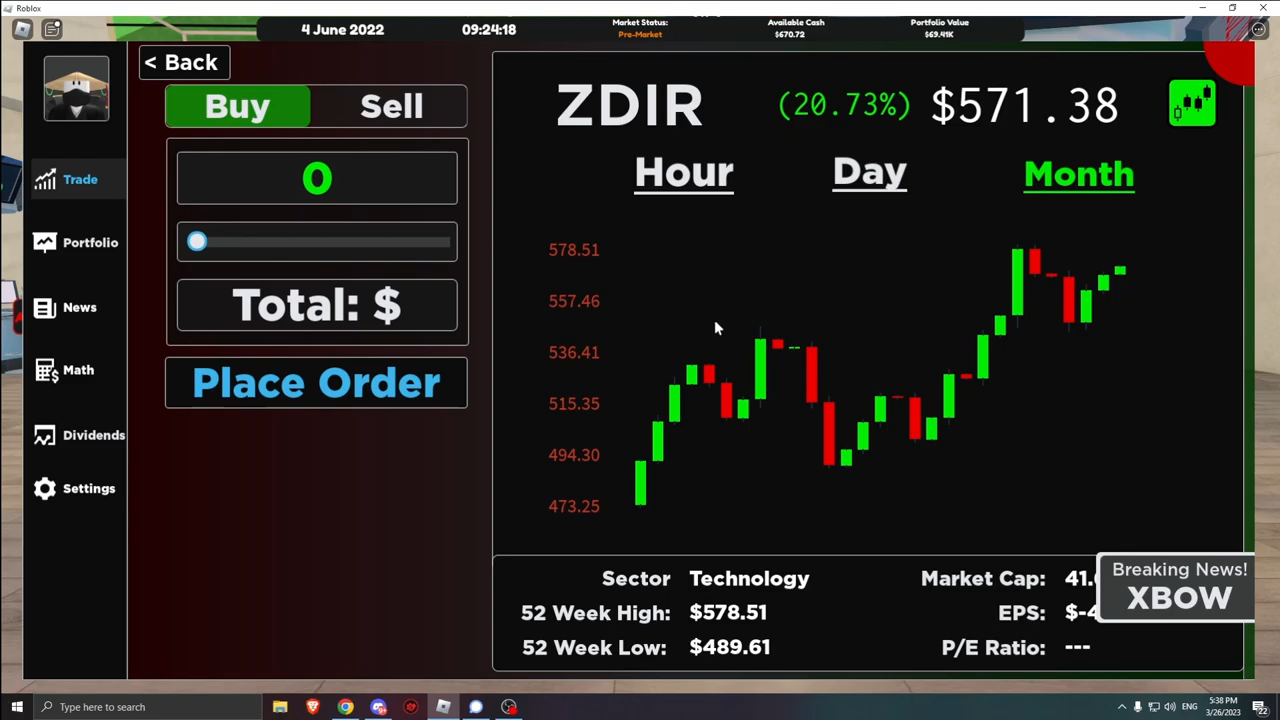 Roblox
4 June 2022
09:24:18
Market Status:
Pre-Market
Available Cash
$670.72
Portfolio Value
$69.41K
< Back
Buy
Sell
0
Total: $
Place Order
Trade
Portfolio
News
Math
Dividends
Settings
ZDIR
(20.73%)
$571.38
Hour
Day
Month
578.51
557.46
536.41
515.35
494.30
473.25
Sector
Technology
Market Cap:
41.
52 Week High:
$578.51
EPS:
$-4
52 Week Low:
$489.61
P/E Ratio:
---
Breaking News!
XBOW
Type here to search
ENG
5:38 PM
3/26/2023
22